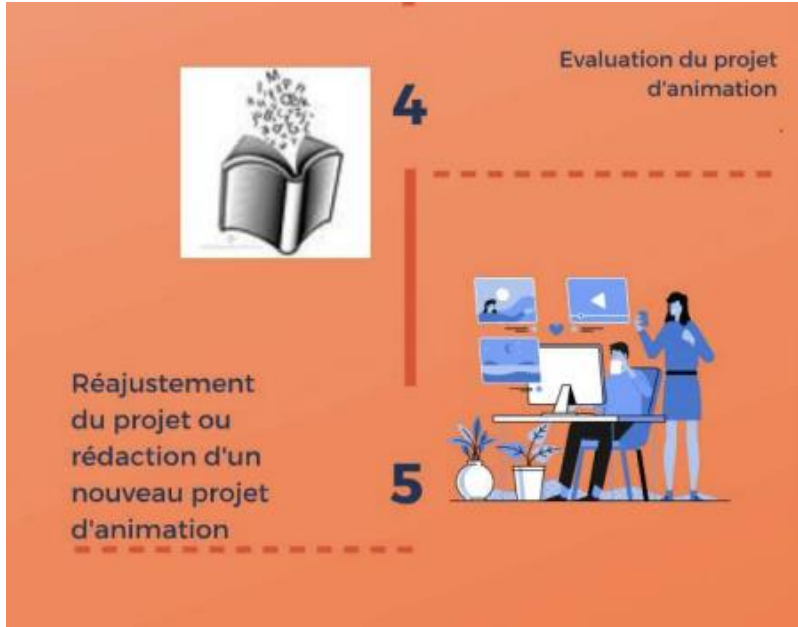 4
Evaluation du projet
d'animation
Réajustement
du projet ou
rédaction d'un
nouveau projet
d'animation
5